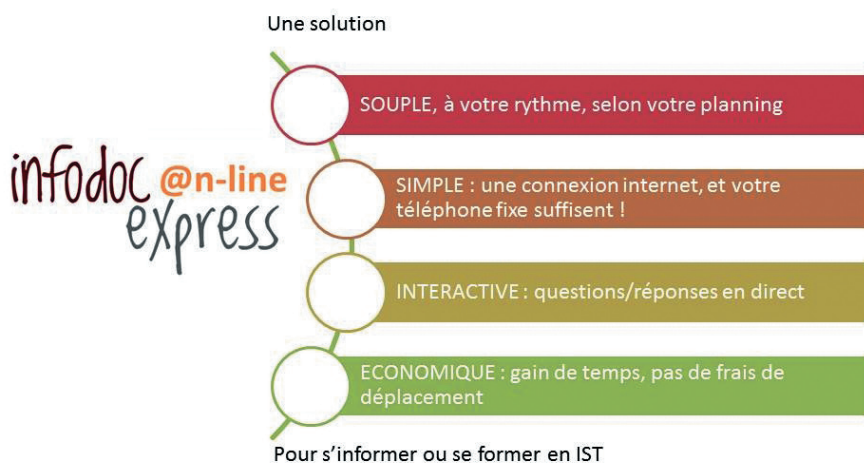 Une solution
SOUPLE, à votre rythme, selon votre planning
infodoc @n-line
express
SIMPLE : une connexion internet, et votre
téléphone fixe suffisent !
INTERACTIVE : questions/réponses en direct
ECONOMIQUE : gain de temps, pas de frais de
déplacement
Pour s’informer ou se former en IST